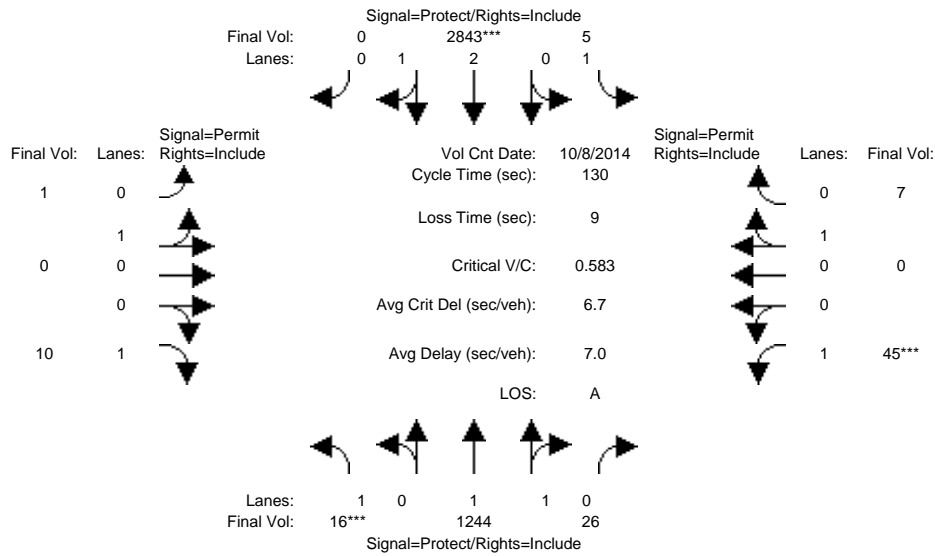 Signal=Protect/Rights=Include
Final Vol: 0 2843*** 5
Lanes: 0 1 2 0 1
Signal=Permit Signal=Permit
Final Vol: Lanes: Rights=Include Vol Cnt Date: 10/8/2014 Rights=Include Lanes: Final Vol:
Cycle Time (sec): 130
1 0 0 7
Loss Time (sec): 9
1 1
0 0 Critical V/C: 0.583 0 0
0 Avg Crit Del (sec/veh): 6.7 0
10 1 Avg Delay (sec/veh): 7.0 1 45***
LOS: A
Lanes: 1 0 1 1 0
Final Vol: 16*** 1244 26
Signal=Protect/Rights=Include